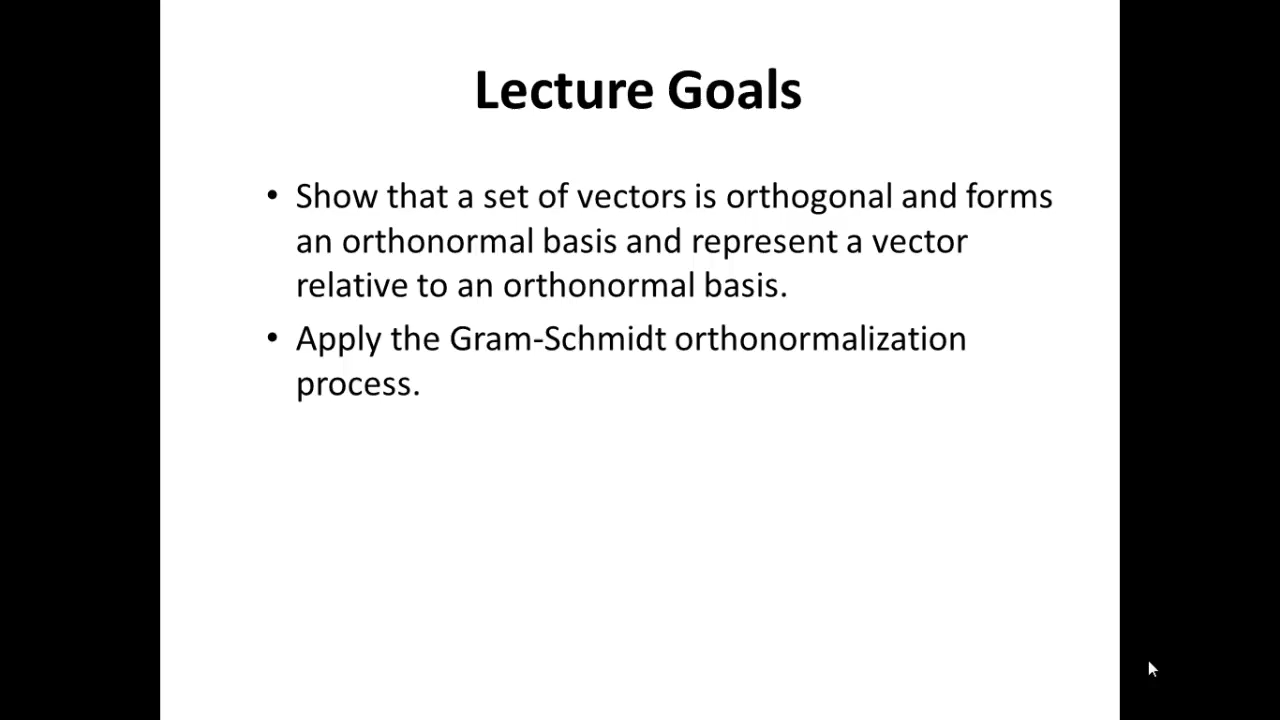 Lecture Goals
• Show that a set of vectors is orthogonal and forms
an orthonormal basis and represent a vector
relative to an orthonormal basis.
• Apply the Gram-Schmidt orthonormalization
process.